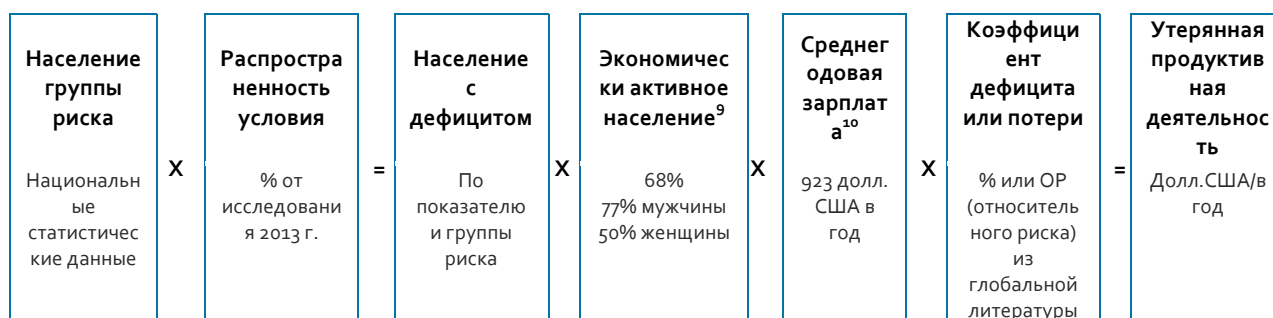 Население
группы
риска
Национальн
ые
статистичес
кие данные
X
Распростра
ненность
условия
% от
исследовани
я 2013 г.
=
Население
с
дефицитом
По
показателю
и группы
риска
X
Экономичес
ки активное
население⁹
68%
77% мужчины
50% женщины
X
Среднег
одовая
зарплат
а¹⁰
923 долл.
США в
год
X
Коэффици
ент
дефицита
или потери
% или ОР
(относитель
ного риска)
из
глобальной
литературы
=
Утерянная
продуктив
ная
деятельнос
ть
Долл.США/в
год